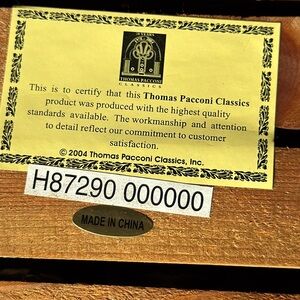 THOMAS PACCONI
CLASSICS
This is to certify that this Thomas Pacconi Classics
product was produced with the highest quality
standards available. The workmanship and attention
to detail reflect our commitment to customer
satisfaction.
© 2004 Thomas Pacconi Classics, Inc.
H87290 000000
MADE IN CHINA